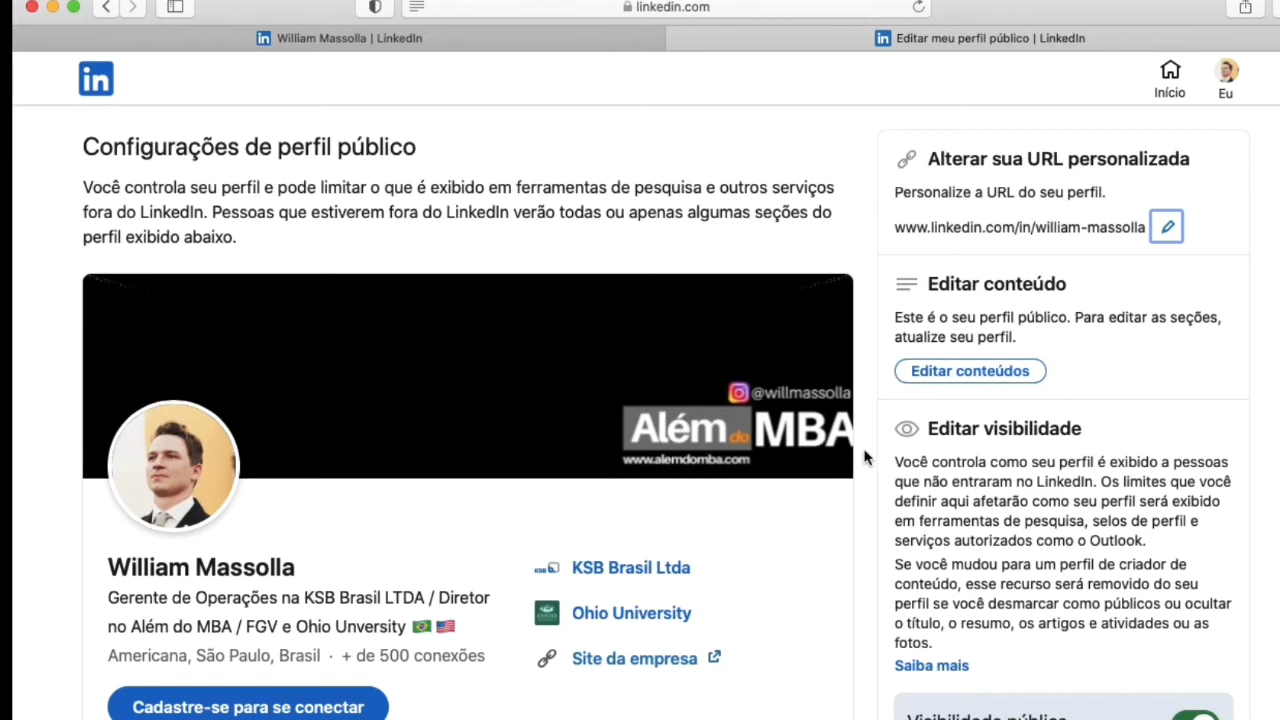 linkedin.com
William Massolla | LinkedIn
Editar meu perfil público | LinkedIn
in
Início
Eu
Configurações de perfil público
Você controla seu perfil e pode limitar o que é exibido em ferramentas de pesquisa e outros serviços
fora do LinkedIn. Pessoas que estiverem fora do LinkedIn verão todas ou apenas algumas seções do
perfil exibido abaixo.
@willmassolla
Além do MBA
www.alemdomba.com
William Massolla
Gerente de Operações na KSB Brasil LTDA / Diretor
no Além do MBA / FGV e Ohio Unversity
Americana, São Paulo, Brasil · + de 500 conexões
Cadastre-se para se conectar
KSB
KSB Brasil Ltda
Ohio University
Site da empresa
Alterar sua URL personalizada
Personalize a URL do seu perfil.
www.linkedin.com/in/william-massolla
Editar conteúdo
Este é o seu perfil público. Para editar as seções,
atualize seu perfil.
Editar conteúdos
Editar visibilidade
Você controla como seu perfil é exibido a pessoas
que não entraram no LinkedIn. Os limites que você
definir aqui afetarão como seu perfil será exibido
em ferramentas de pesquisa, selos de perfil e
serviços autorizados como o Outlook.
Se você mudou para um perfil de criador de
conteúdo, esse recurso será removido do seu
perfil se você desmarcar como públicos ou ocultar
o título, o resumo, os artigos e atividades ou as
fotos.
Saiba mais
Visibilidade pública